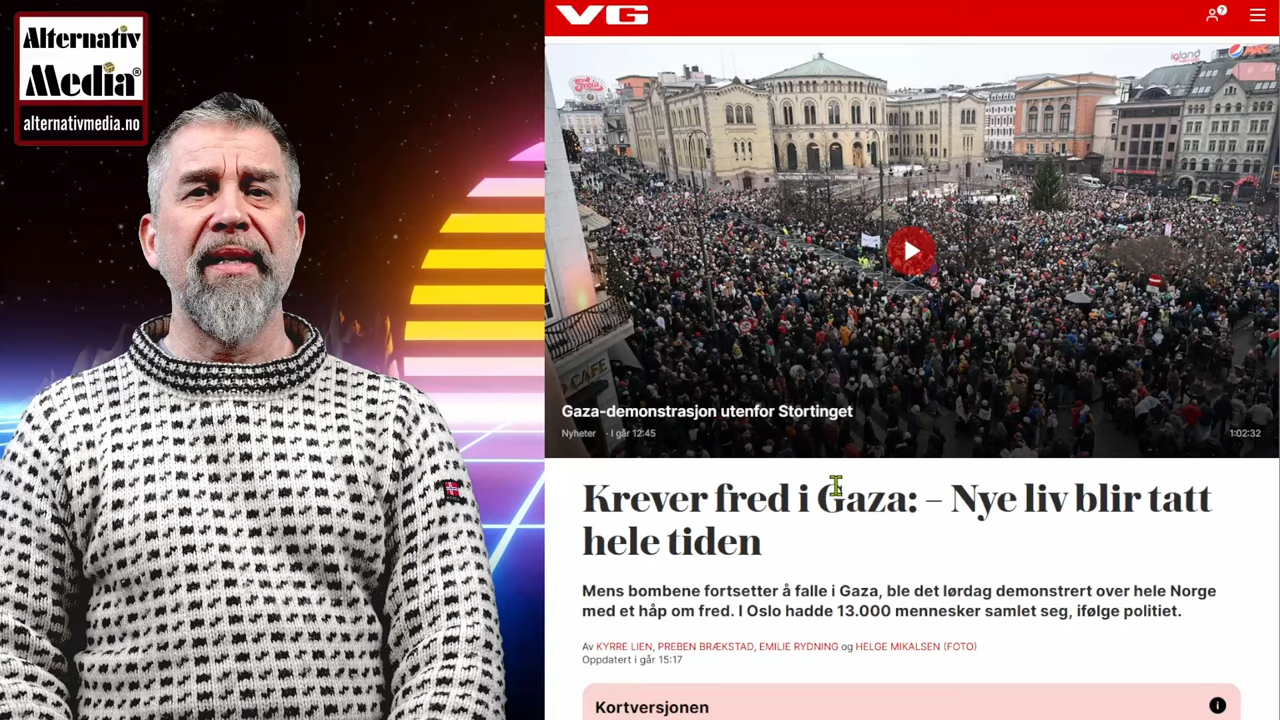 Alternativ
Media®
alternativmedia.no
VG
?
Gaza-demonstrasjon utenfor Stortinget
Nyheter · I går 12:45
1:02:32
CAFE
Krever fred i Gaza: – Nye liv blir tatt
hele tiden
Mens bombene fortsetter å falle i Gaza, ble det lørdag demonstrert over hele Norge
med et håp om fred. I Oslo hadde 13.000 mennesker samlet seg, ifølge politiet.
Av KYRRE LIEN, PREBEN BRÆKSTAD, EMILIE RYDNING og HELGE MIKALSEN (FOTO)
Oppdatert i går 15:17
Kortversjonen
i